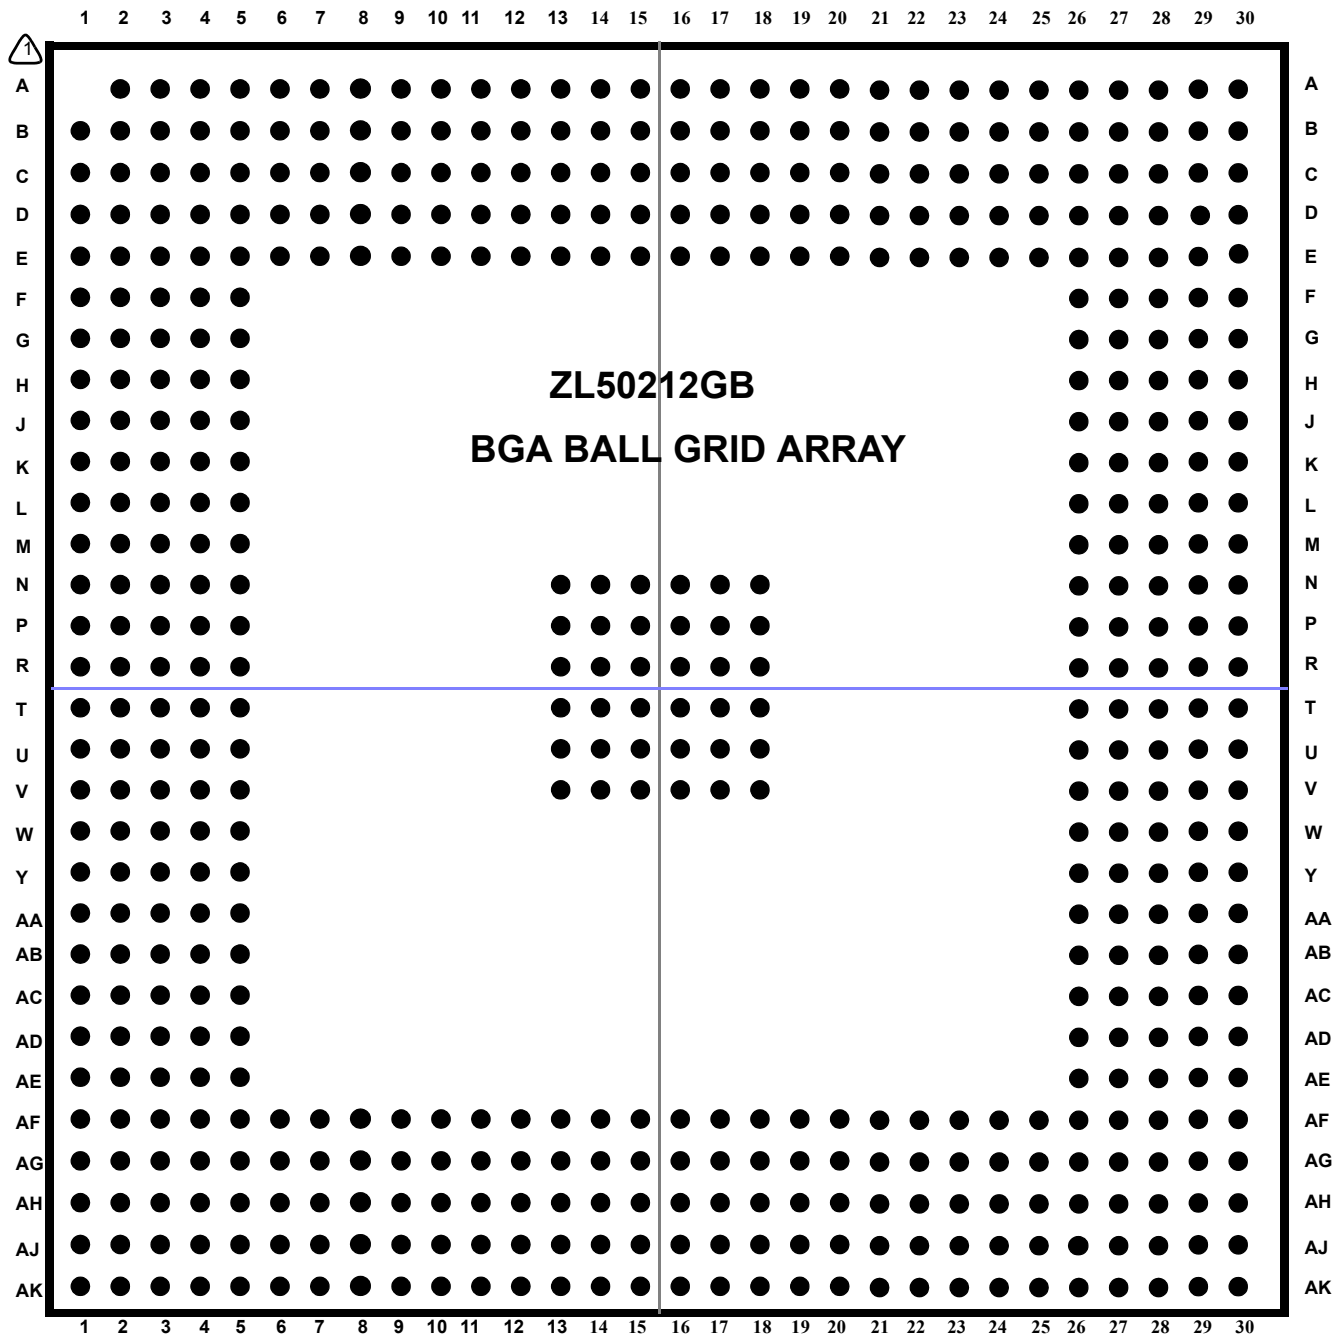 1 2 3 4 5 6 7 8 9 10 11 12 13 14 15 16 17 18 19 20 21 22 23 24 25 26 27 28 29 30
1
A A
B B
C C
D D
E E
F F
G G
H ZL50212GB H
J J
K BGA BALL GRID ARRAY K
L L
M M
N N
P P
R R
T T
U U
V V
W W
Y Y
AA AA
AB AB
AC AC
AD AD
AE AE
AF AF
AG AG
AH AH
AJ AJ
AK AK
1 2 3 4 5 6 7 8 9 10 11 12 13 14 15 16 17 18 19 20 21 22 23 24 25 26 27 28 29 30